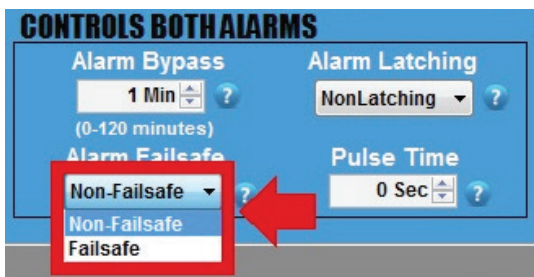 CONTROLS BOTH ALARMS
Alarm Bypass
1 Min
?
(0-120 minutes)
Alarm Latching
NonLatching
?
Alarm Failsafe
Non-Failsafe
?
Non-Failsafe
Failsafe
Pulse Time
0 Sec
?